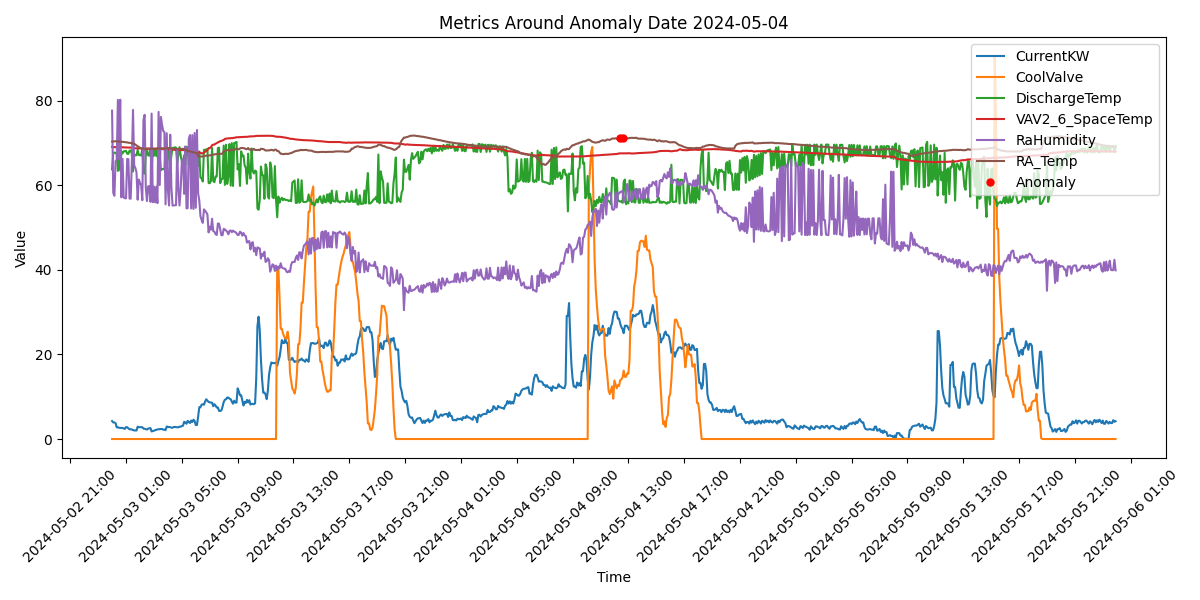 Metrics Around Anomaly Date 2024-05-04
CurrentKW
CoolValve
DischargeTemp
VAV2_6_SpaceTemp
RaHumidity
RA_Temp
Anomaly
Value
80
60
40
20
0
2024-05-02 21:00
2024-05-03 01:00
2024-05-03 05:00
2024-05-03 09:00
2024-05-03 13:00
2024-05-03 17:00
2024-05-03 21:00
2024-05-04 01:00
2024-05-04 05:00
2024-05-04 09:00
2024-05-04 13:00
2024-05-04 17:00
2024-05-04 21:00
2024-05-05 01:00
2024-05-05 05:00
2024-05-05 09:00
2024-05-05 13:00
2024-05-05 17:00
2024-05-05 21:00
2024-05-06 01:00
Time